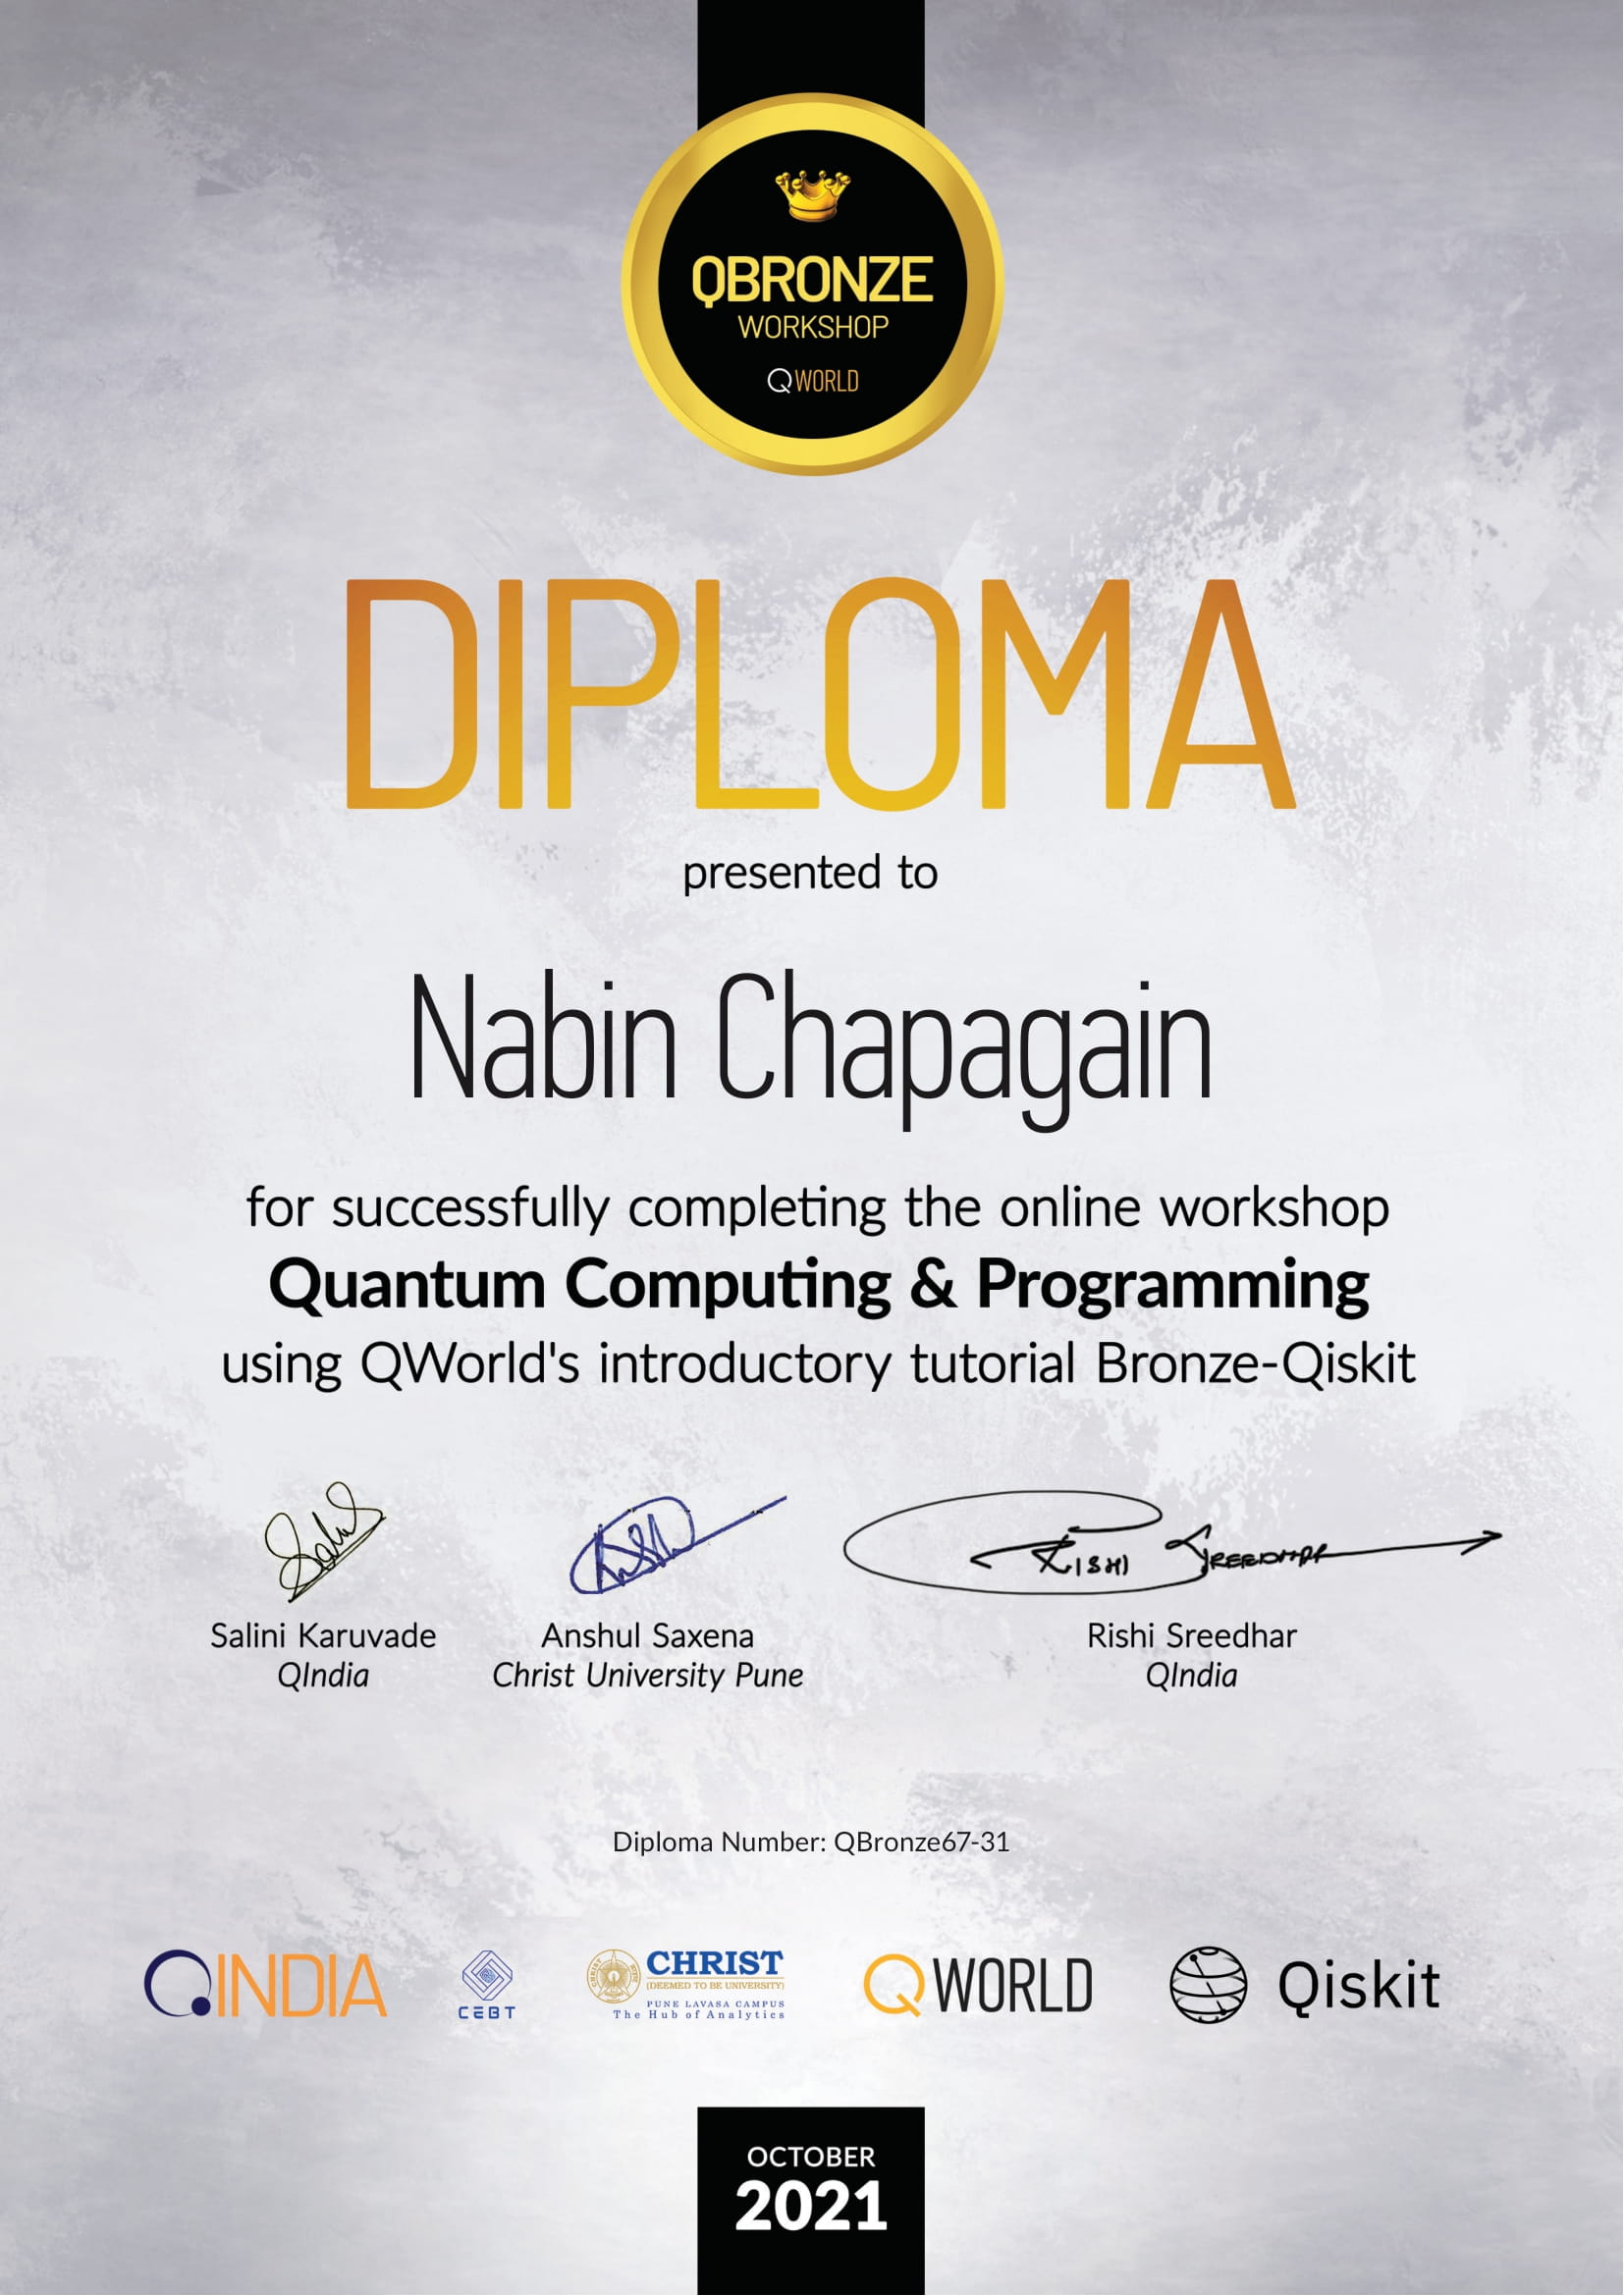 QBRONZE
WORKSHOP
QWORLD
DIPLOMA
presented to
Nabin Chapagain
for successfully completing the online workshop
Quantum Computing & Programming
using QWorld's introductory tutorial Bronze-Qiskit
RISHI SREEDHAR
Salini Karuvade
QIndia
Anshul Saxena
Christ University Pune
Rishi Sreedhar
QIndia
Diploma Number: QBronze67-31
QINDIA
CEBT
CHRIST
(DEEMED TO BE UNIVERSITY)
PUNE LAVASA CAMPUS
The Hub of Analytics
QWORLD
Qiskit
OCTOBER
2021